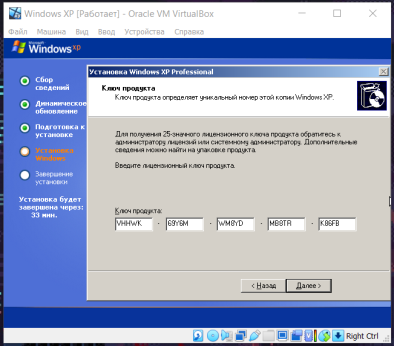 Windows XP [Работает] - Oracle VM VirtualBox
Файл Машина Вид Ввод Устройства Справка
Microsoft
Windows xp
Сбор
сведений
Динамическое
обновление
Подготовка к
установке
Установка
Windows
Завершение
установки
Установка будет
завершена через:
33 мин.
Установка Windows XP Professional
Ключ продукта
Ключ продукта определяет уникальный номер этой копии Windows XP.
Для получения 25-значного лицензионного ключа продукта обратитесь к
администратору лицензий или системному администратору. Дополнительные
сведения можно найти на упаковке продукта.
Введите лицензионный ключ продукта.
Ключ продукта:
VHHWK - 69Y6M - WM8YD - MB8TR - K86FB
< Назад Далее >
Right Ctrl